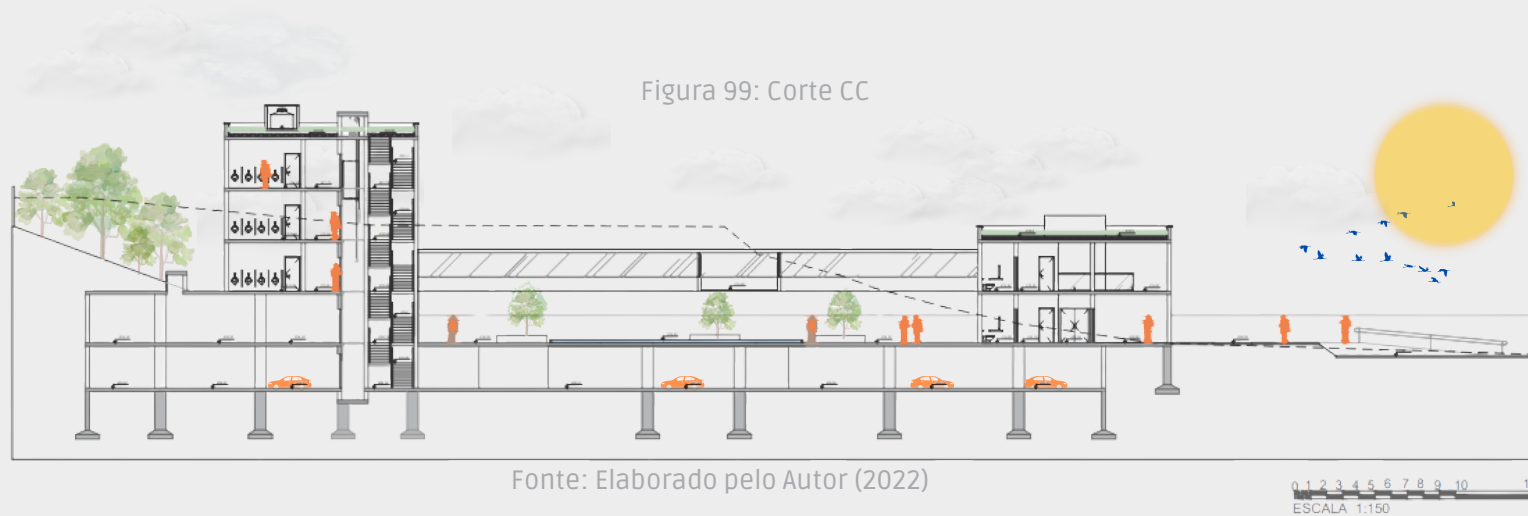 Figura 99: Corte CC
Fonte: Elaborado pelo Autor (2022)
0 1 2 3 4 5 6 7 8 9 10
ESCALA 1:150